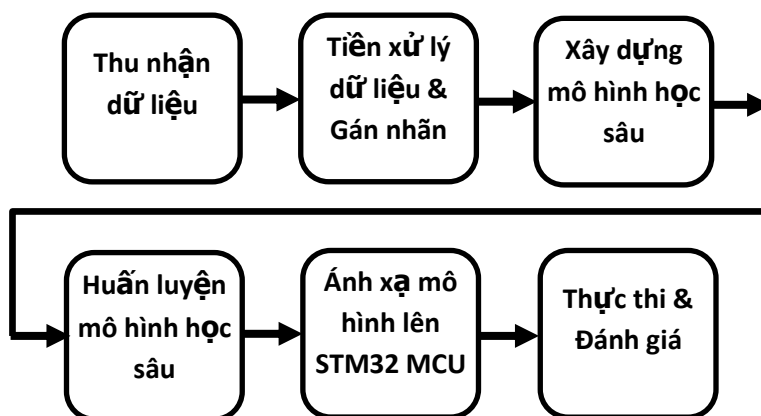 Thu nhận
dữ liệu
Tiền xử lý
dữ liệu &
Gán nhãn
Xây dựng
mô hình học
sâu
Huấn luyện
mô hình học
sâu
Ánh xạ mô
hình lên
STM32 MCU
Thực thi &
Đánh giá